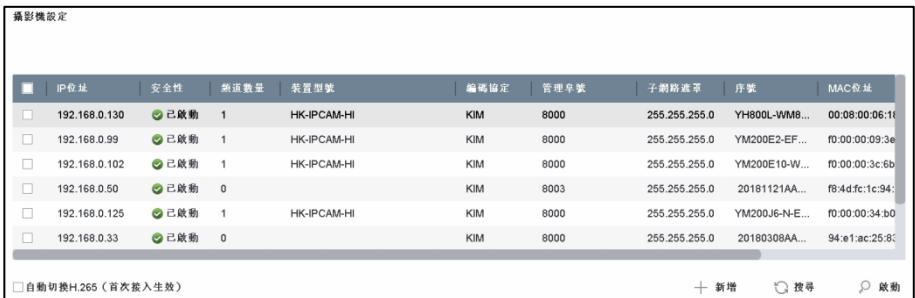 攝影機設定
IP位址 安全性 頻道數量 裝置型號 編碼協定 管理阜號 子網路遮罩 序號 MAC位址
192.168.0.130 已啟動 1 HK-IPCAM-HI KIM 8000 255.255.255.0 YH800L-WM8... 00:08:00:06:18
192.168.0.99 已啟動 1 HK-IPCAM-HI KIM 8000 255.255.255.0 YM200E2-EF... f0:00:00:09:3e
192.168.0.102 已啟動 1 HK-IPCAM-HI KIM 8000 255.255.255.0 YM200E10-W... f0:00:00:3c:6b
192.168.0.50 已啟動 0 KIM 8003 255.255.255.0 20181121AA... f8:4d:fc:1c:94:
192.168.0.125 已啟動 1 HK-IPCAM-HI KIM 8000 255.255.255.0 YM200J6-N-E... f0:00:00:34:b0
192.168.0.33 已啟動 0 KIM 8000 255.255.255.0 20180308AA... 94:e1:ac:25:83
自動切換H.265（首次接入生效） 新增 搜尋 啟動